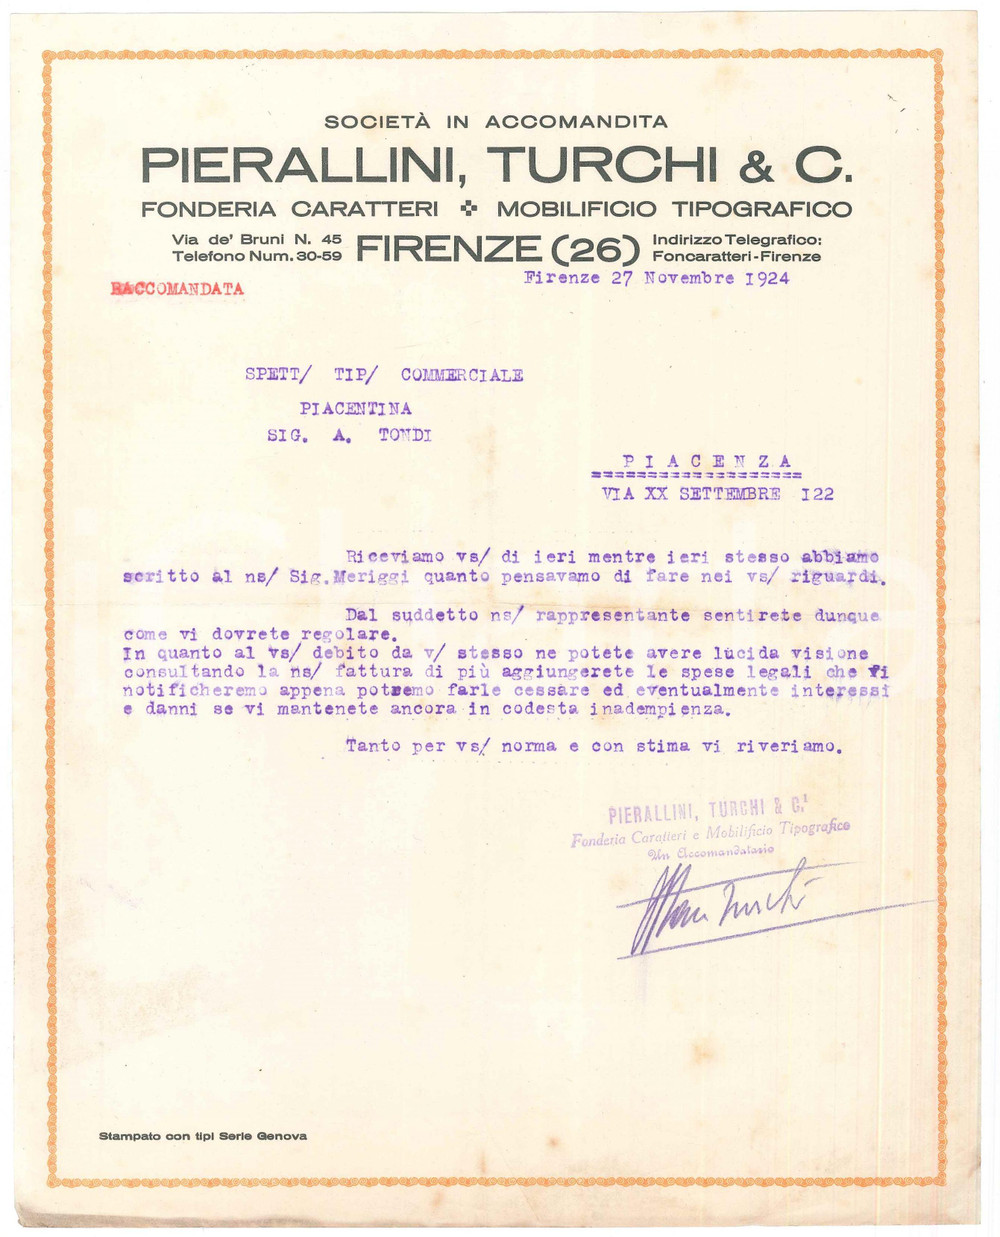 SOCIETÀ IN ACCOMANDITA
PIERALLINI, TURCHI & C.
FONDERIA CARATTERI ✤ MOBILIFICIO TIPOGRAFICO
Via de' Bruni N. 45
Telefono Num. 30-59
FIRENZE (26)
Indirizzo Telegrafico:
Foncaratteri-Firenze
Firenze 27 Novembre I924
RACCOMANDATA
SPETT/ TIP/ COMMERCIALE
PIACENTINA
SIG. A. TONDI
P I A C E N Z A
======================
VIA XX SETTEMBRE I22
Riceviamo vs/ di ieri mentre ieri stesso abbiamo
scritto al ns/ Sig.Meriggi quanto pensavamo di fare nei vs/ riguardi.
Dal suddetto ns/ rappresentante sentirete dunque
come vi dovrete regolare.
In quanto al vs/ debito da v/ stesso ne potete avere lucida visione
consultando la ns/ fattura di più aggiungerete le spese legali che vi
notificheremo appena potremo farle cessare ed eventualmente interessi
e danni se vi mantenete ancora in codesta inadempienza.
Tanto per vs/ norma e con stima vi riveriamo.
PIERALLINI, TURCHI & C.i
Fonderia Caratteri e Mobilificio Tipografico
Un Accomandatario
Turchi
Stampato con tipi Serie Genova